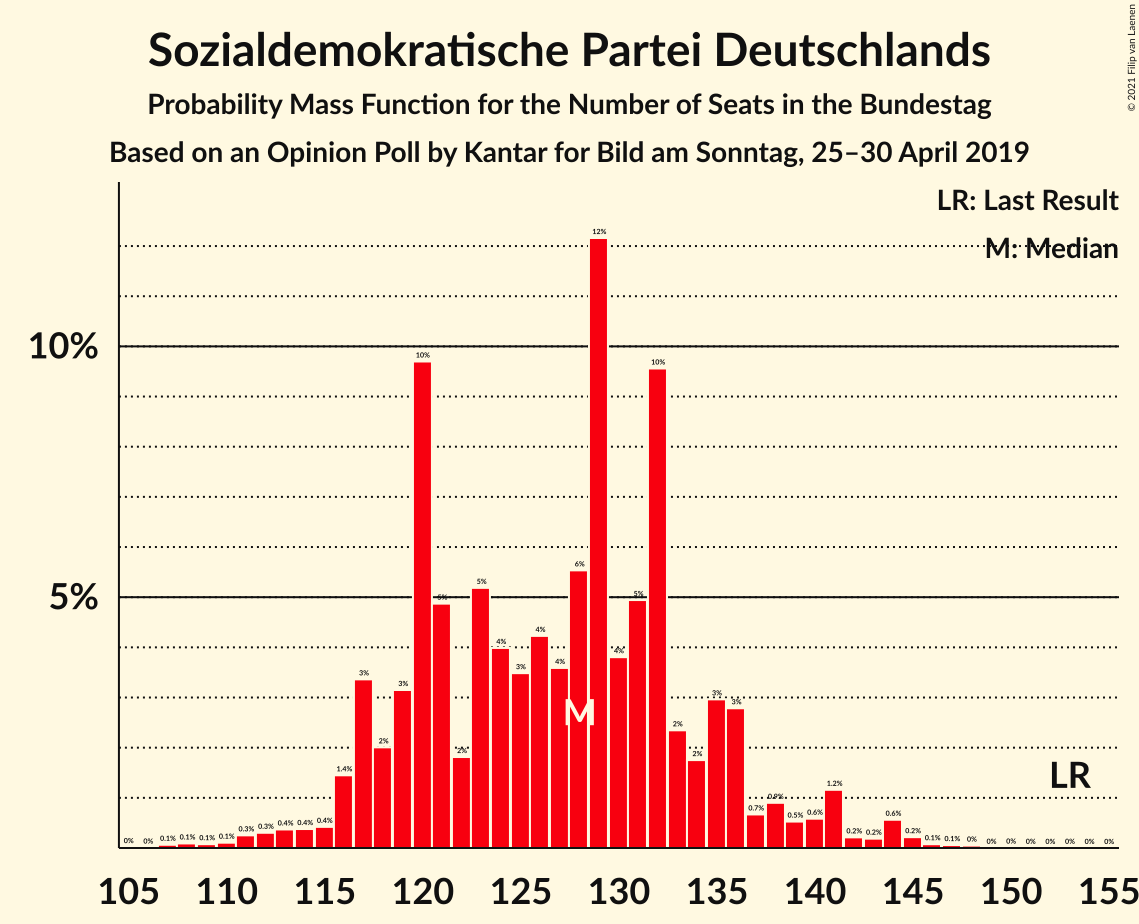 Sozialdemokratische Partei Deutschlands
Probability Mass Function for the Number of Seats in the Bundestag
Based on an Opinion Poll by Kantar for Bild am Sonntag, 25–30 April 2019
© 2021 Filip van Laenen
LR: Last Result
M: Median
10%
5%
0% 0% 0.1% 0.1% 0.1% 0.1% 0.3% 0.3% 0.4% 0.4% 0.4% 1.4% 3% 2% 3% 10% 5% 2% 5% 4% 3% 4% 4% 6% 12% 4% 5% 10% 2% 2% 3% 3% 0.7% 0.9% 0.5% 0.6% 1.2% 0.2% 0.2% 0.6% 0.2% 0.1% 0.1% 0% 0% 0% 0% 0% 0% 0% 0%
M
LR
105 110 115 120 125 130 135 140 145 150 155